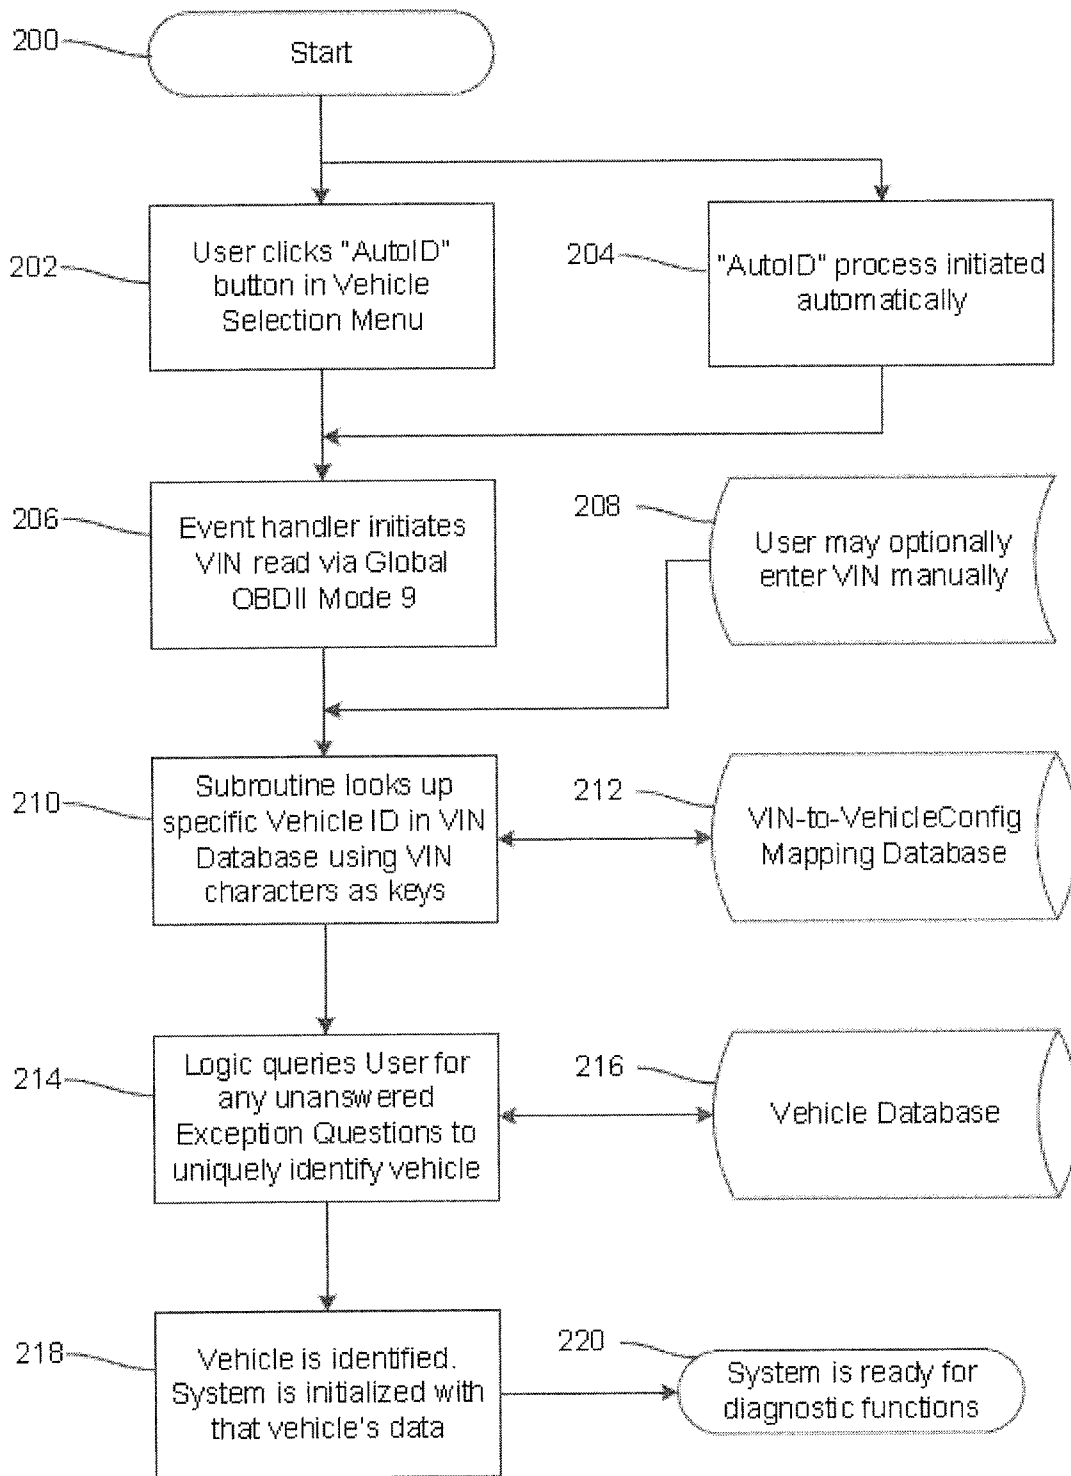 200
Start
202
User clicks "AutoID"
button in Vehicle
Selection Menu
204
"AutoID" process initiated
automatically
206
Event handler initiates
VIN read via Global
OBDII Mode 9
208
User may optionally
enter VIN manually
210
Subroutine looks up
specific Vehicle ID in VIN
Database using VIN
characters as keys
212
VIN-to-VehicleConfig
Mapping Database
214
Logic queries User for
any unanswered
Exception Questions to
uniquely identify vehicle
216
Vehicle Database
218
Vehicle is identified.
System is initialized with
that vehicle's data
220
System is ready for
diagnostic functions